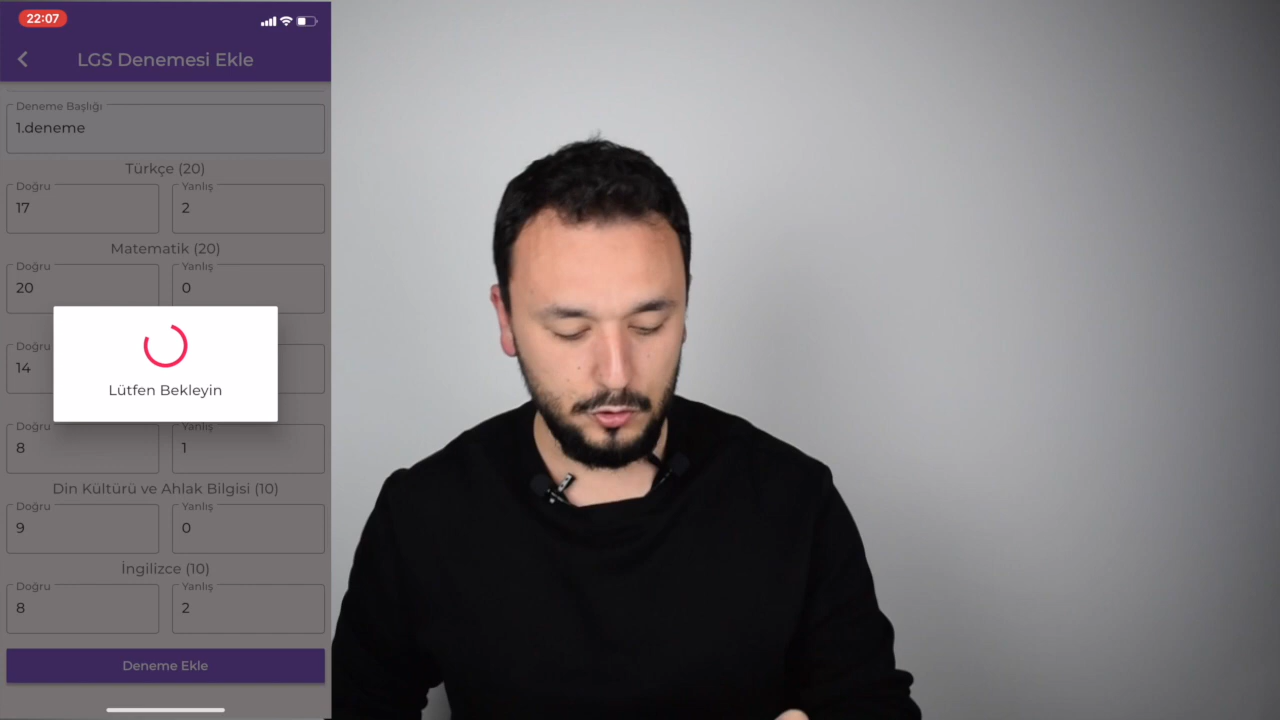 22:07
LGS Denemesi Ekle
Deneme Başlığı
1.deneme
Türkçe (20)
Doğru Yanlış
17 2
Matematik (20)
Doğru Yanlış
20 0
Doğru
14
Lütfen Bekleyin
Doğru Yanlış
8 1
Din Kültürü ve Ahlak Bilgisi (10)
Doğru Yanlış
9 0
İngilizce (10)
Doğru Yanlış
8 2
Deneme Ekle